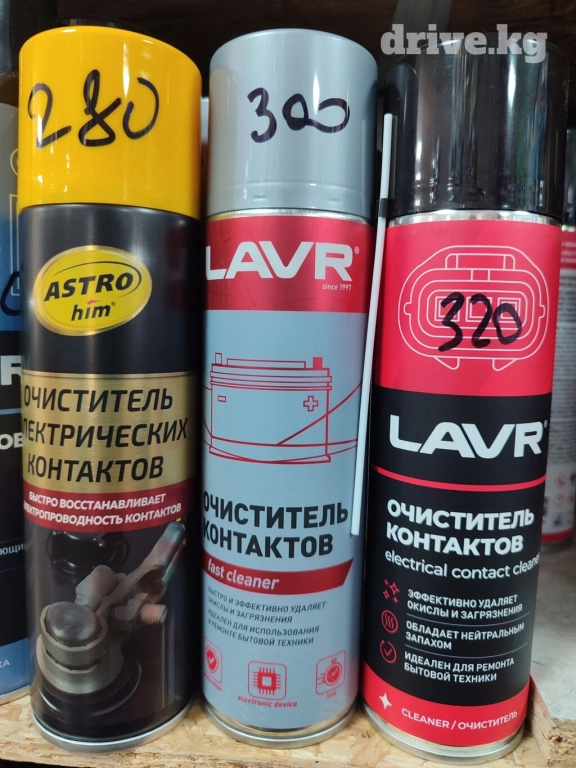 drive.kg
280
ASTRO
him®
ОЧИСТИТЕЛЬ
ЛЕКТРИЧЕСКИХ
КОНТАКТОВ
БЫСТРО ВОССТАНАВЛИВАЕТ
ЛЕКТРОПРОВОДНОСТЬ КОНТАКТОВ
300
LAVR®
since 1997
ОЧИСТИТЕЛЬ
КОНТАКТОВ
fast cleaner
БЫСТРО И ЭФФЕКТИВНО УДАЛЯЕТ
ОКИСЛЫ И ЗАГРЯЗНЕНИЯ
ИДЕАЛЕН ДЛЯ ИСПОЛЬЗОВАНИЯ
В РЕМОНТЕ БЫТОВОЙ ТЕХНИКИ
electronic device
320
LAVR®
ОЧИСТИТЕЛЬ
КОНТАКТОВ
electrical contact cleane
ЭФФЕКТИВНО УДАЛЯЕТ
ОКИСЛЫ И ЗАГРЯЗНЕНИЯ
ОБЛАДАЕТ НЕЙТРАЛЬНЫМ
ЗАПАХОМ
ИДЕАЛЕН ДЛЯ РЕМОНТА
БЫТОВОЙ ТЕХНИКИ
CLEANER / ОЧИСТИТЕЛЬ